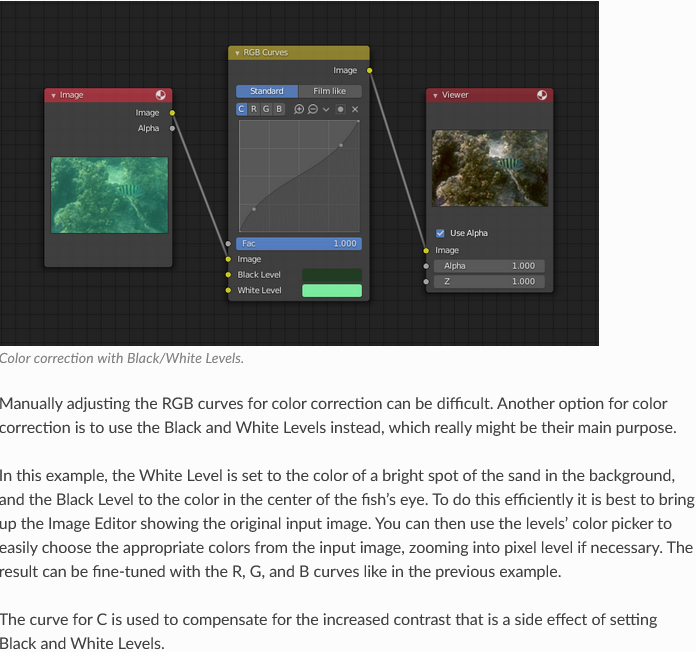 RGB Curves
Image
Standard
Film like
C R G B
Fac 1.000
Image
Black Level
White Level
Image
Image
Alpha
Viewer
Use Alpha
Image
Alpha 1.000
Z 1.000
Color correction with Black/White Levels.
Manually adjusting the RGB curves for color correction can be difficult. Another option for color
correction is to use the Black and White Levels instead, which really might be their main purpose.
In this example, the White Level is set to the color of a bright spot of the sand in the background,
and the Black Level to the color in the center of the fish's eye. To do this efficiently it is best to bring
up the Image Editor showing the original input image. You can then use the levels' color picker to
easily choose the appropriate colors from the input image, zooming into pixel level if necessary. The
result can be fine-tuned with the R, G, and B curves like in the previous example.
The curve for C is used to compensate for the increased contrast that is a side effect of setting
Black and White Levels.